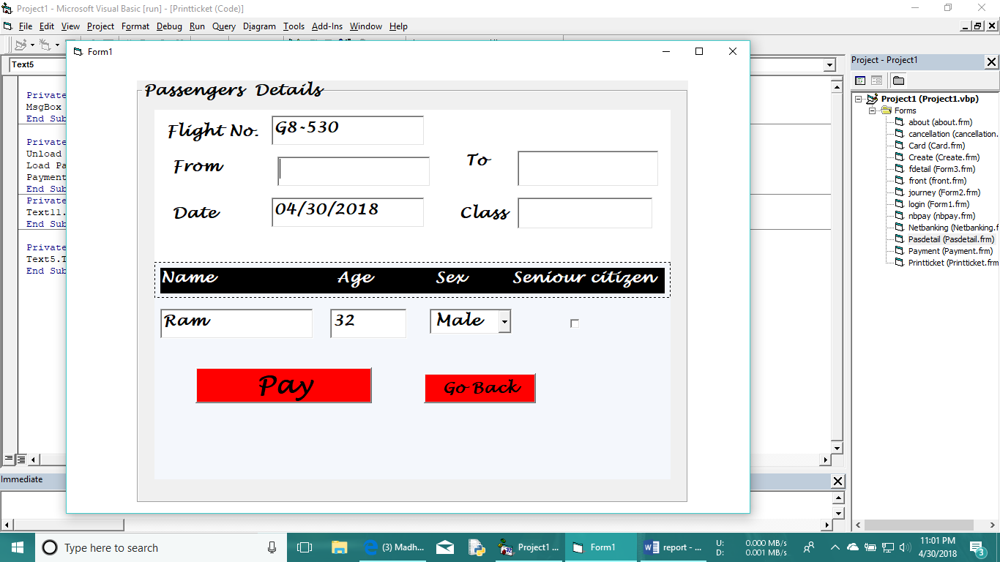 Project1 - Microsoft Visual Basic [run] - [Printticket (Code)]
File Edit View Project Format Debug Run Query Diagram Tools Add-Ins Window Help
Form1
Text5
Project - Project1
Passengers Details
Private
MsgBox
End Sub
Private
Unload
Load Pa
Payment
End Sub
Private
Text11.
End Sub
Private
Text5.T
End Sub
Flight No. G8-530
From To
Date 04/30/2018 Class
Name Age Sex Seniour citizen
Ram 32 Male
Pay Go Back
Project1 (Project1.vbp)
Forms
about (about.frm)
cancellation (cancellation.
Card (Card.frm)
Create (Create.frm)
fdetail (Form3.frm)
front (front.frm)
journey (Form2.frm)
login (Form1.frm)
nbpay (nbpay.frm)
Netbanking (Netbanking.f
Pasdetail (Pasdetail.frm)
Payment (Payment.frm)
Printticket (Printticket.frm
Immediate
Type here to search
(3) Madh...
Project1 ...
Form1
report - ...
U: 0.000 MB/s
D: 0.001 MB/s
11:01 PM
4/30/2018
3